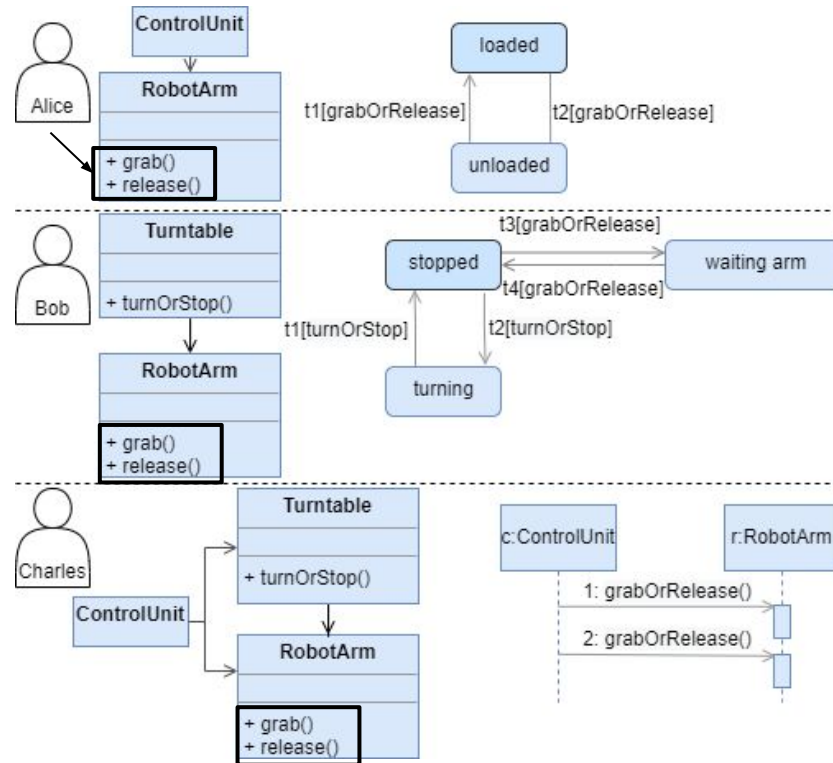 ControlUnit
RobotArm
Alice
+ grab()
+ release()
loaded
t1[grabOrRelease]
t2[grabOrRelease]
unloaded
Turntable
Bob
+ turnOrStop()
RobotArm
+ grab()
+ release()
t3[grabOrRelease]
stopped
waiting arm
t4[grabOrRelease]
t1[turnOrStop]
t2[turnOrStop]
turning
Charles
Turntable
+ turnOrStop()
ControlUnit
RobotArm
+ grab()
+ release()
c:ControlUnit
r:RobotArm
1: grabOrRelease()
2: grabOrRelease()